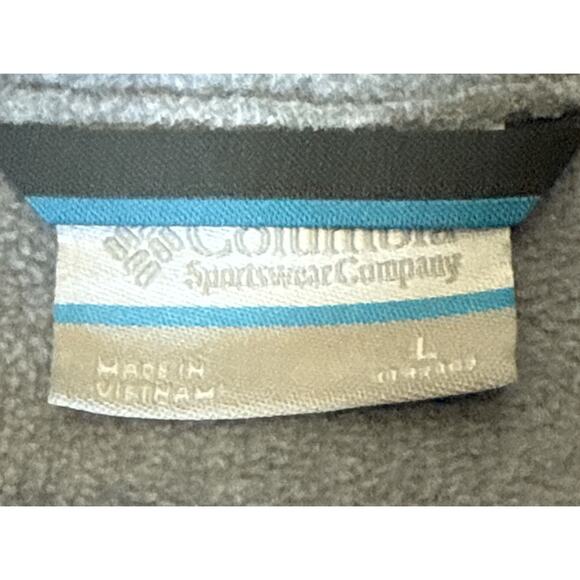 Columbia
Sportswear Company
L
MADE IN
VIETNAM